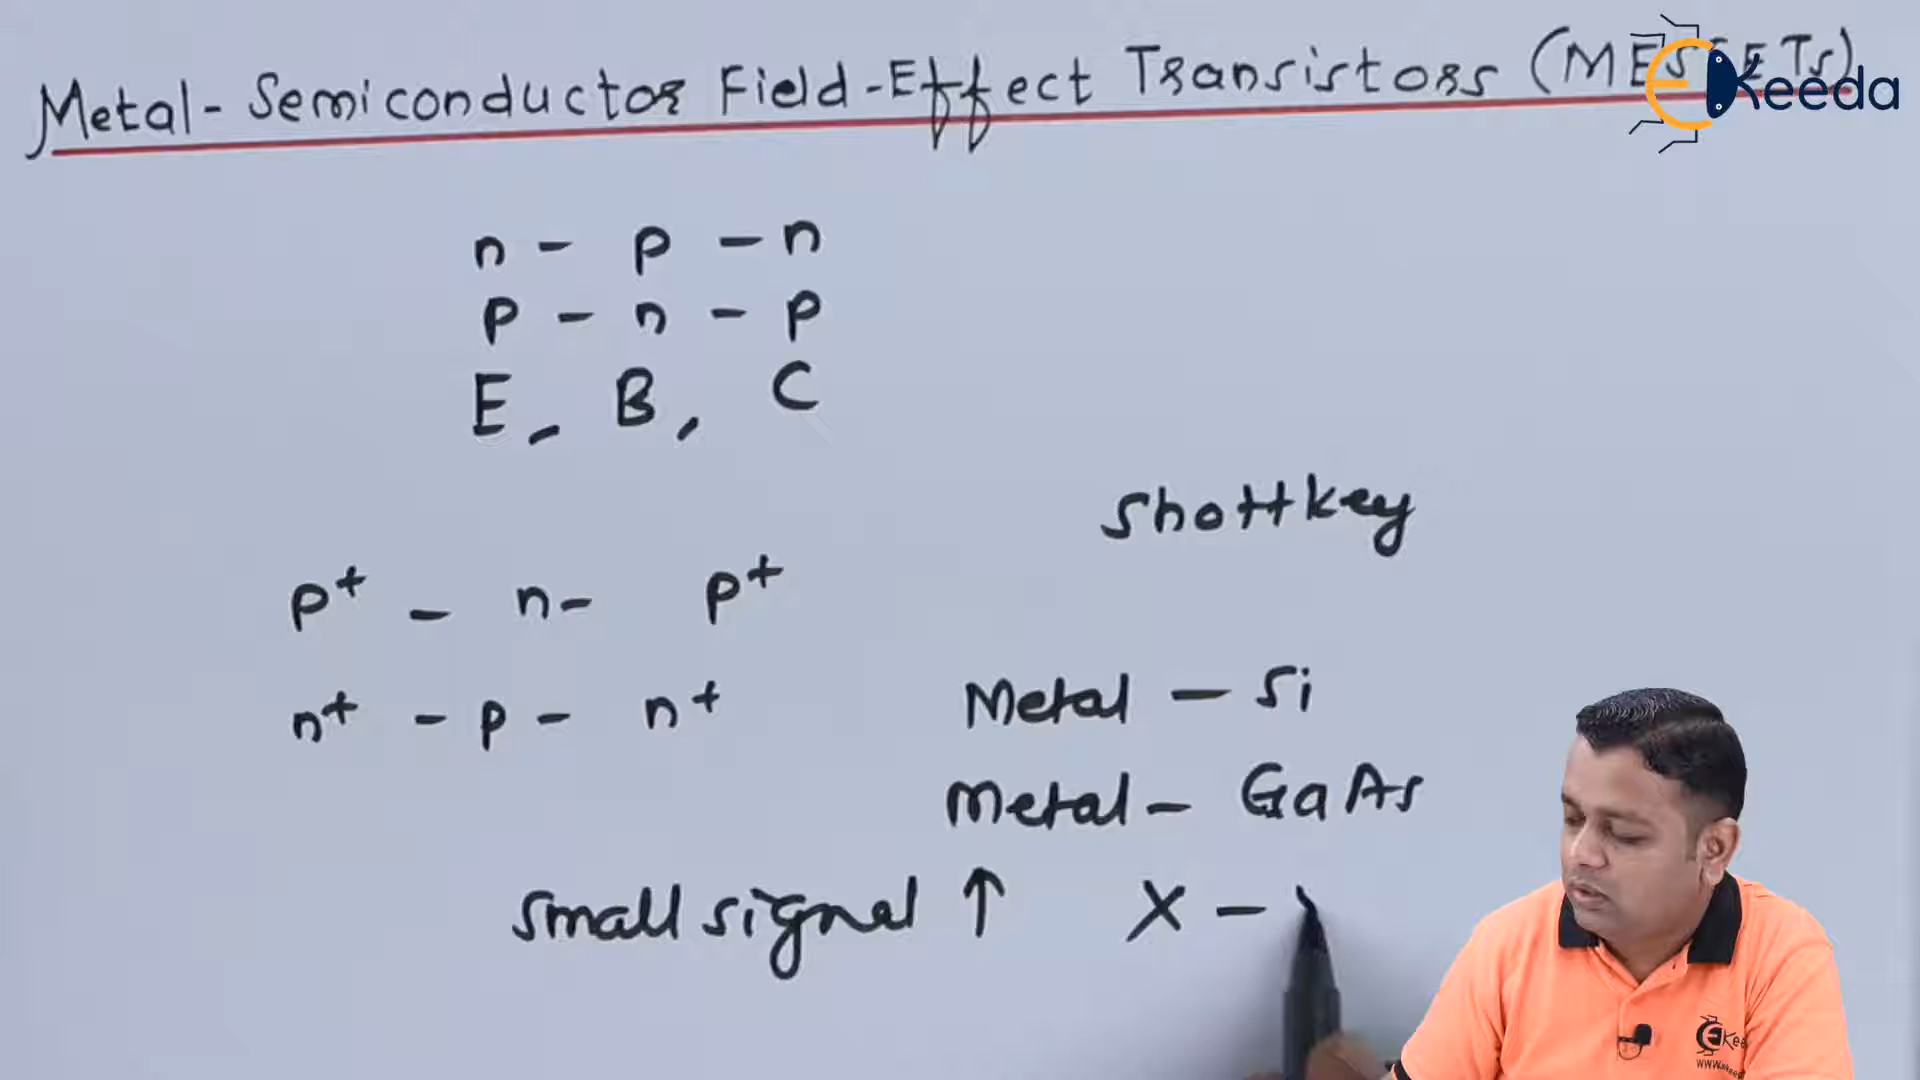 Metal - Semiconductor Field-Effect Transistors (MESFETs)
EKeeda
n - p - n
p - n - p
E, B, C
Shottkey
p+ - n - p+
n+ - p - n+
Metal - Si
Metal - GaAs
Small signal ↑ X -